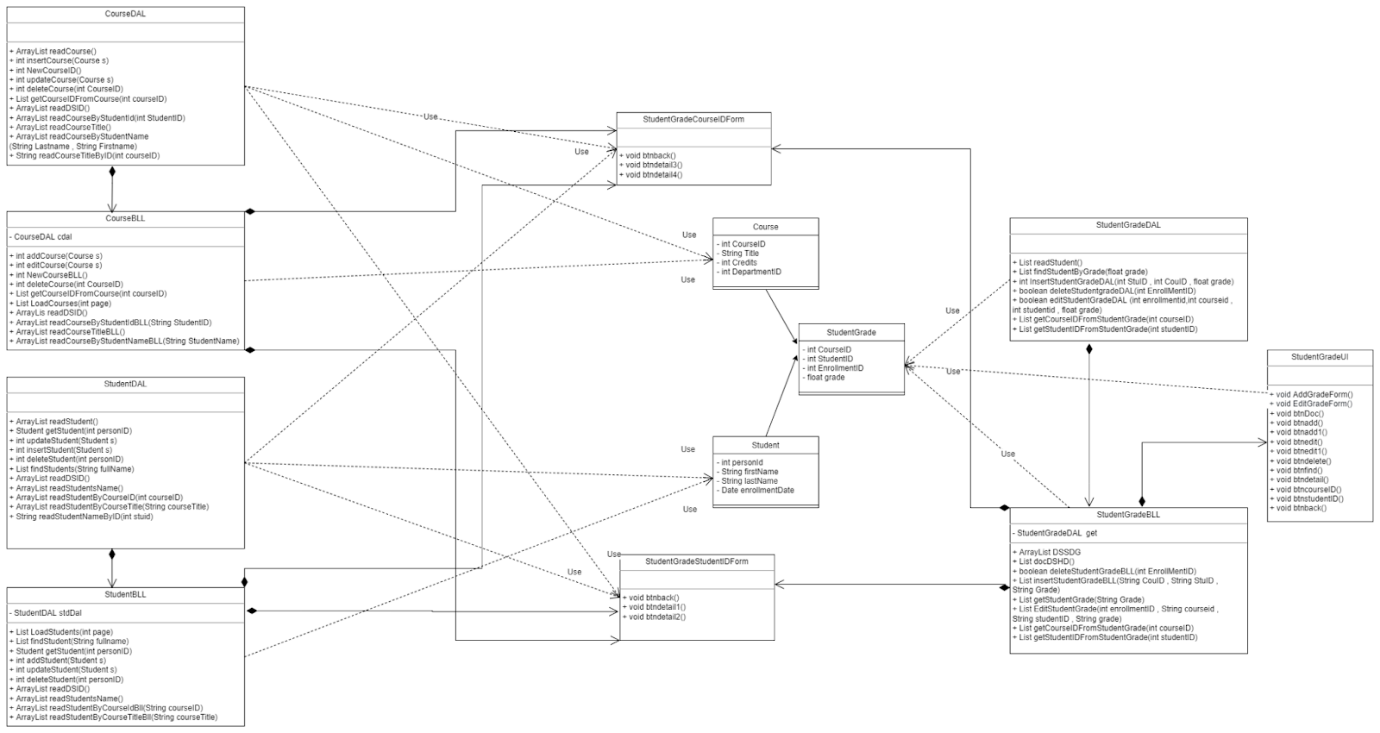 CourseDAL
+ ArrayList readCourse()
+ int insertCourse(Course s)
+ int NewCourseID()
+ int updateCourse(Course s)
+ int deleteCourse(int CourseID)
+ List getCourseIDFromCourse(int courseID)
+ ArrayList readDSID()
+ ArrayList readCourseByStudentId(int StudentID)
+ ArrayList readCourseTitle()
+ ArrayList readCourseByStudentName
(String Lastname , String Firstname)
+ String readCourseTitleByID(int courseID)
CourseBLL
- CourseDAL cdal
+ int addCourse(Course s)
+ int editCourse(Course s)
+ int NewCourseBLL()
+ int deleteCourse(int CourseID)
+ List getCourseIDFromCourse(int courseID)
+ List LoadCourses(int page)
+ ArrayLis readDSID()
+ ArrayList readCourseByStudentIdBLL(String StudentID)
+ ArrayList readCourseTitleBLL()
+ ArrayList readCourseByStudentNameBLL(String StudentName)
StudentDAL
+ ArrayList readStudent()
+ Student getStudent(int personID)
+ int updateStudent(Student s)
+ int insertStudent(Student s)
+ int deleteStudent(int personID)
+ List findStudents(String fullName)
+ ArrayList readDSID()
+ ArrayList readStudentsName()
+ ArrayList readStudentByCourseID(int courseID)
+ ArrayList readStudentByCourseTitle(String courseTitle)
+ String readStudentNameByID(int stuid)
StudentBLL
- StudentDAL stdDal
+ List LoadStudents(int page)
+ List findStudent(String fullname)
+ Student getStudent(int personID)
+ int addStudent(Student s)
+ int updateStudent(Student s)
+ int deleteStudent(int personID)
+ ArrayList readDSID()
+ ArrayList readStudentsName()
+ ArrayList readStudentByCourseIdBll(String courseID)
+ ArrayList readStudentByCourseTitleBll(String courseTitle)
Use
Use
StudentGradeCourseIDForm
+ void btnback()
+ void btndetail3()
+ void btndetail4()
Use
Use
Course
- int CourseID
- String Title
- int Credits
- int DepartmentID
StudentGrade
- int CourseID
- int StudentID
- int EnrollmentID
- float grade
Use
Use
Student
- int personId
- String firstName
- String lastName
- Date enrollmentDate
Use
Use
StudentGradeStudentIDForm
+ void btnback()
+ void btndetail1()
+ void btndetail2()
Use
Use
Use
StudentGradeDAL
+ List readStudent()
+ List findStudentByGrade(float grade)
+ int InsertStudentGradeDAL(int StuID , int CouID , float grade)
+ boolean deleteStudentgradeDAL(int EnrollMentID)
+ boolean editStudentGradeDAL (int enrollmentid,int courseid ,
int studentid , float grade)
+ List getCourseIDFromStudentGrade(int courseID)
+ List getStudentIDFromStudentGrade(int studentID)
StudentGradeUI
+ void AddGradeForm()
+ void EditGradeForm()
+ void btnDoc()
+ void btnadd()
+ void btnadd1()
+ void btnedit()
+ void btnedit1()
+ void btndelete()
+ void btnfind()
+ void btndetail()
+ void btncourseID()
+ void btnstudentID()
+ void btnback()
StudentGradeBLL
- StudentGradeDAL get
+ ArrayList DSSDG
+ List docDSHD()
+ boolean deleteStudentGradeBLL(int EnrollMentID)
+ List insertStudentGradeBLL(String CouID , String StuID ,
String Grade)
+ List getStudentGrade(String Grade)
+ List EditStudentGrade(int enrollmentID , String courseid ,
String studentID , String grade)
+ List getCourseIDFromStudentGrade(int courseID)
+ List getStudentIDFromStudentGrade(int studentID)